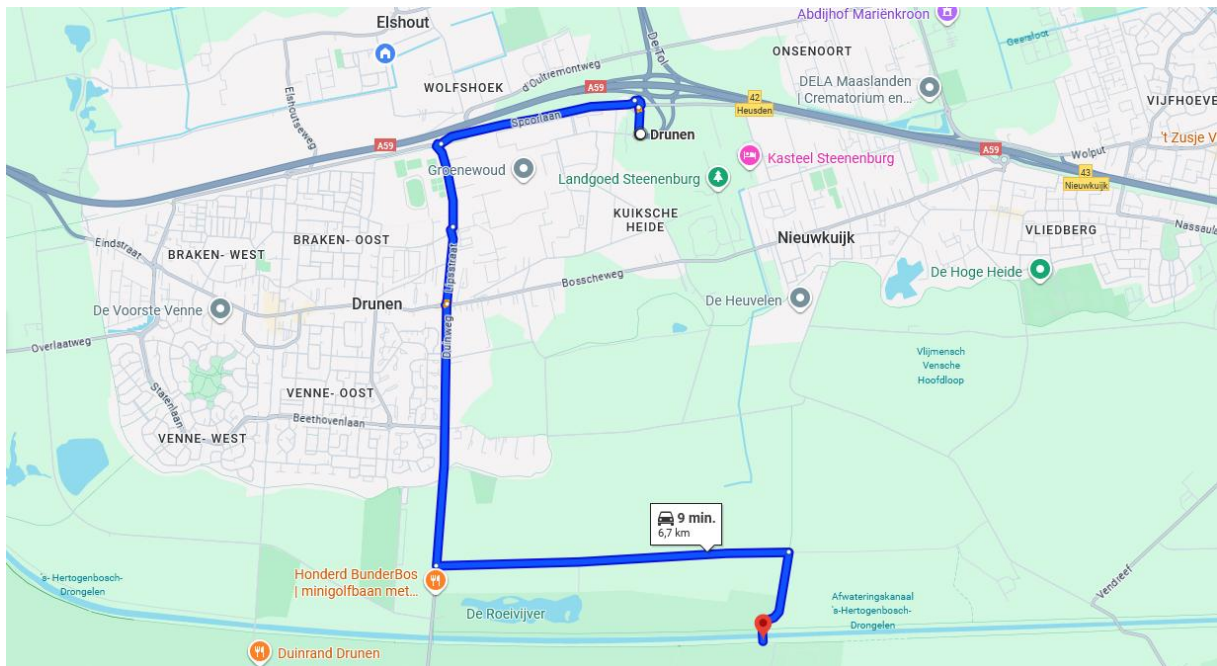 Elshout
Abdijhof Mariënkroon
De Tol
ONSENOORT
Geersloot
d'Oultremontweg
WOLFSHOEK
A59
DELA Maaslanden
| Crematorium en...
42
Heusden
VIJFHOEVE
Elshoutseweg
Spoorlaan
Drunen
't Zusje V
A59
A59
Wolput
Kasteel Steenenburg
Groenewoud
43
Nieuwkuijk
Landgoed Steenenburg
KUIKSCHE
HEIDE
Nassaula
BRAKEN- OOST
Eindstraat
BRAKEN- WEST
Nieuwkuijk
VLIEDBERG
Lipsstraat
Bosscheweg
De Hoge Heide
De Heuvelen
Drunen
De Voorste Venne
Overlaatweg
Duinweg
Vlijmensch
Vensche
Hoofdloop
Statenlaan
VENNE- OOST
Beethovenlaan
VENNE- WEST
9 min.
6,7 km
Honderd BunderBos
| minigolfbaan met...
's- Hertogenbosch-
Drongelen
De Roeivijver
Afwateringskanaal
's-Hertogenbosch-
Drongelen
Vendreef
Duinrand Drunen